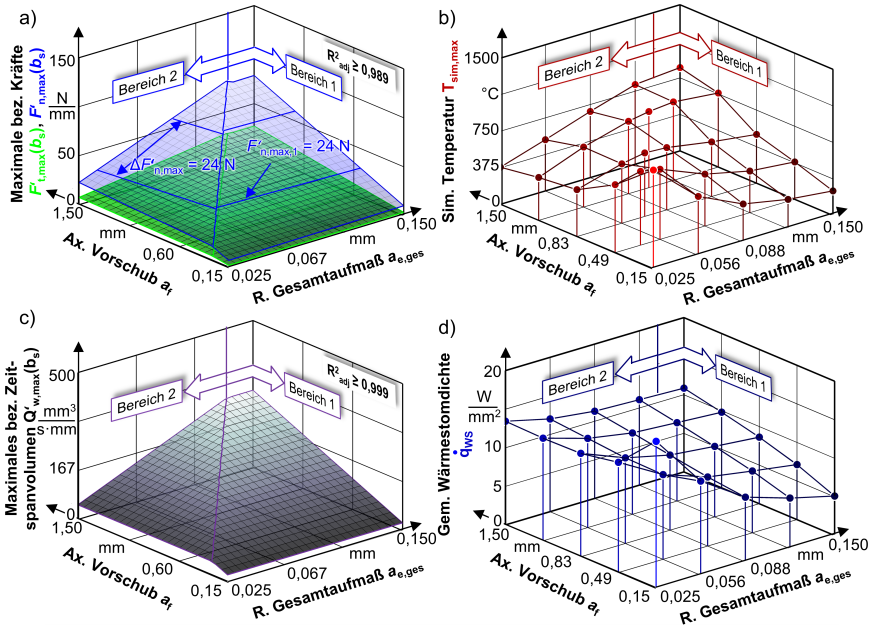 a)
Maximale bez. Kräfte
F't,max(bs), F'n,max(bs)
150
N
mm
50
0
1,50
mm
0,60
0,15
Ax. Vorschub af
0,025
0,067
mm
0,150
R. Gesamtaufmaß ae,ges
Bereich 2
Bereich 1
R²adj ≥ 0,989
ΔF'n,max = 24 N
F'n,max,1 = 24 N
b)
Sim. Temperatur Tsim,max
1500
°C
750
375
0
1,50
mm
0,83
0,49
0,15
Ax. Vorschub af
0,025
0,056
0,088
mm
0,150
R. Gesamtaufmaß ae,ges
Bereich 2
Bereich 1
c)
Maximales bez. Zeit-
spanvolumen Q'w,max(bs)
500
mm³
s·mm
167
0
1,50
mm
0,60
0,15
Ax. Vorschub af
0,025
0,067
mm
0,150
R. Gesamtaufmaß ae,ges
Bereich 2
Bereich 1
R²adj ≥ 0,999
d)
Gem. Wärmestomdichte
q̇WS
20
W
mm²
10
5
0
1,50
mm
0,83
0,49
0,15
Ax. Vorschub af
0,025
0,056
0,088
mm
0,150
R. Gesamtaufmaß ae,ges
Bereich 2
Bereich 1